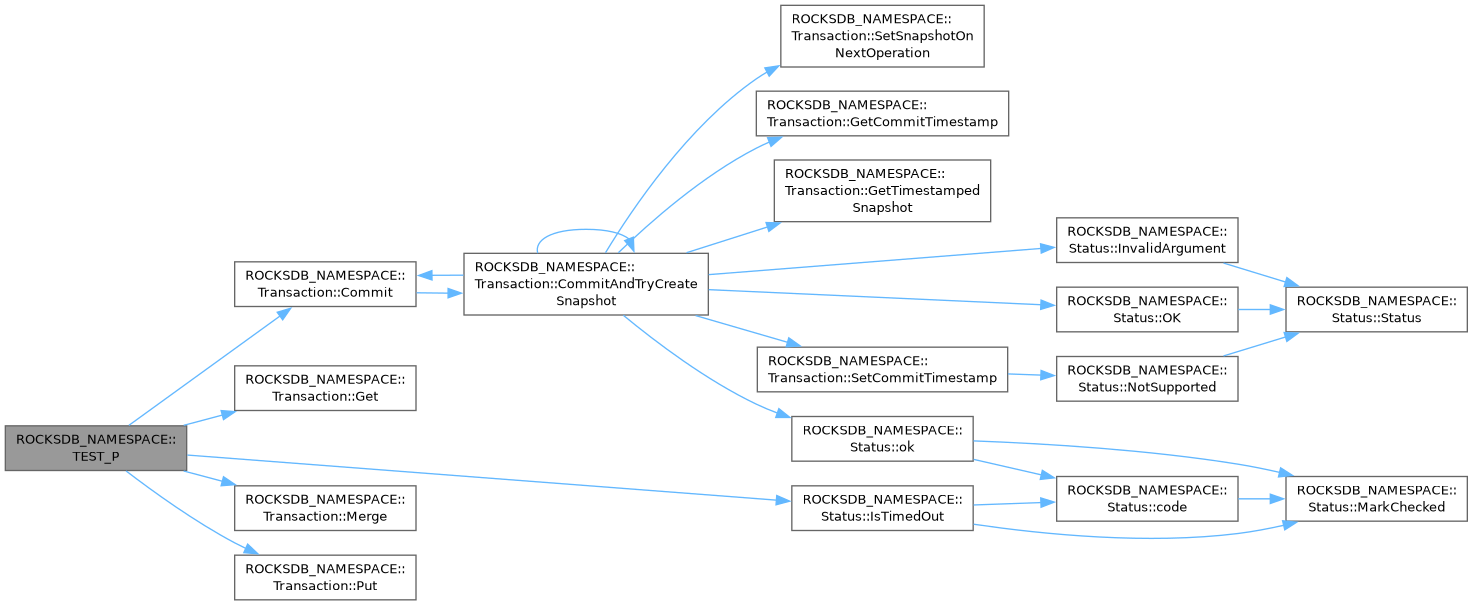 ROCKSDB_NAMESPACE::
TEST_P
ROCKSDB_NAMESPACE::
Transaction::Commit
ROCKSDB_NAMESPACE::
Transaction::Get
ROCKSDB_NAMESPACE::
Transaction::Merge
ROCKSDB_NAMESPACE::
Transaction::Put
ROCKSDB_NAMESPACE::
Transaction::CommitAndTryCreate
Snapshot
ROCKSDB_NAMESPACE::
Transaction::SetSnapshotOn
NextOperation
ROCKSDB_NAMESPACE::
Transaction::GetCommitTimestamp
ROCKSDB_NAMESPACE::
Transaction::GetTimestamped
Snapshot
ROCKSDB_NAMESPACE::
Transaction::SetCommitTimestamp
ROCKSDB_NAMESPACE::
Status::ok
ROCKSDB_NAMESPACE::
Status::IsTimedOut
ROCKSDB_NAMESPACE::
Status::InvalidArgument
ROCKSDB_NAMESPACE::
Status::OK
ROCKSDB_NAMESPACE::
Status::NotSupported
ROCKSDB_NAMESPACE::
Status::code
ROCKSDB_NAMESPACE::
Status::Status
ROCKSDB_NAMESPACE::
Status::MarkChecked